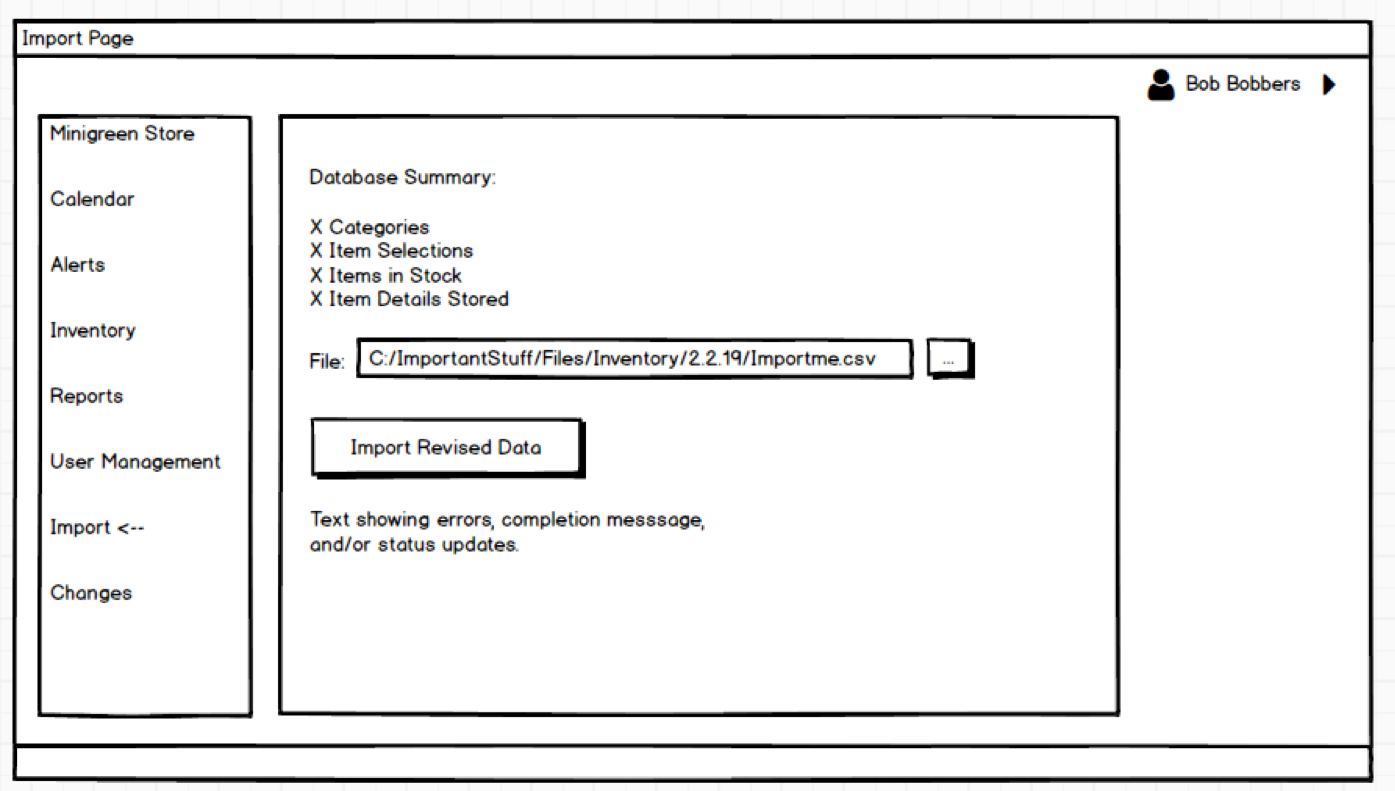 Import Page
Bob Bobbers
Minigreen Store
Calendar
Alerts
Inventory
Reports
User Management
Import <--
Changes
Database Summary:
X Categories
X Item Selections
X Items in Stock
X Item Details Stored
File: C:/ImportantStuff/Files/Inventory/2.2.19/Importme.csv ...
Import Revised Data
Text showing errors, completion messsage,
and/or status updates.